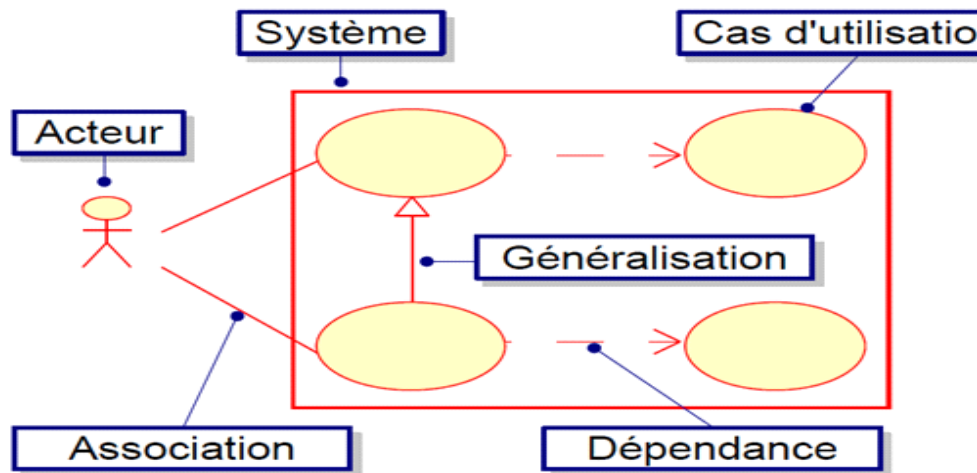 Système
Cas d'utilisatio
Acteur
Généralisation
Association
Dépendance